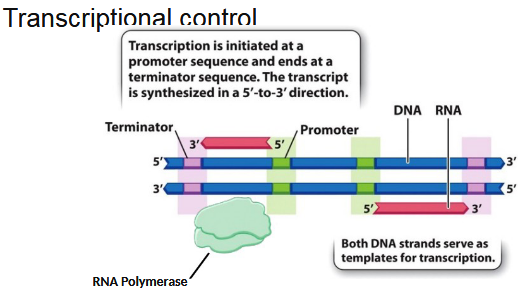 Transcriptional control
Transcription is initiated at a
promoter sequence and ends at a
terminator sequence. The transcript
is synthesized in a 5′-to-3′ direction.
DNA RNA
Terminator
Promoter
3′ 5′
5′ 3′
3′ 5′
5′ 3′
Both DNA strands serve as
templates for transcription.
RNA Polymerase